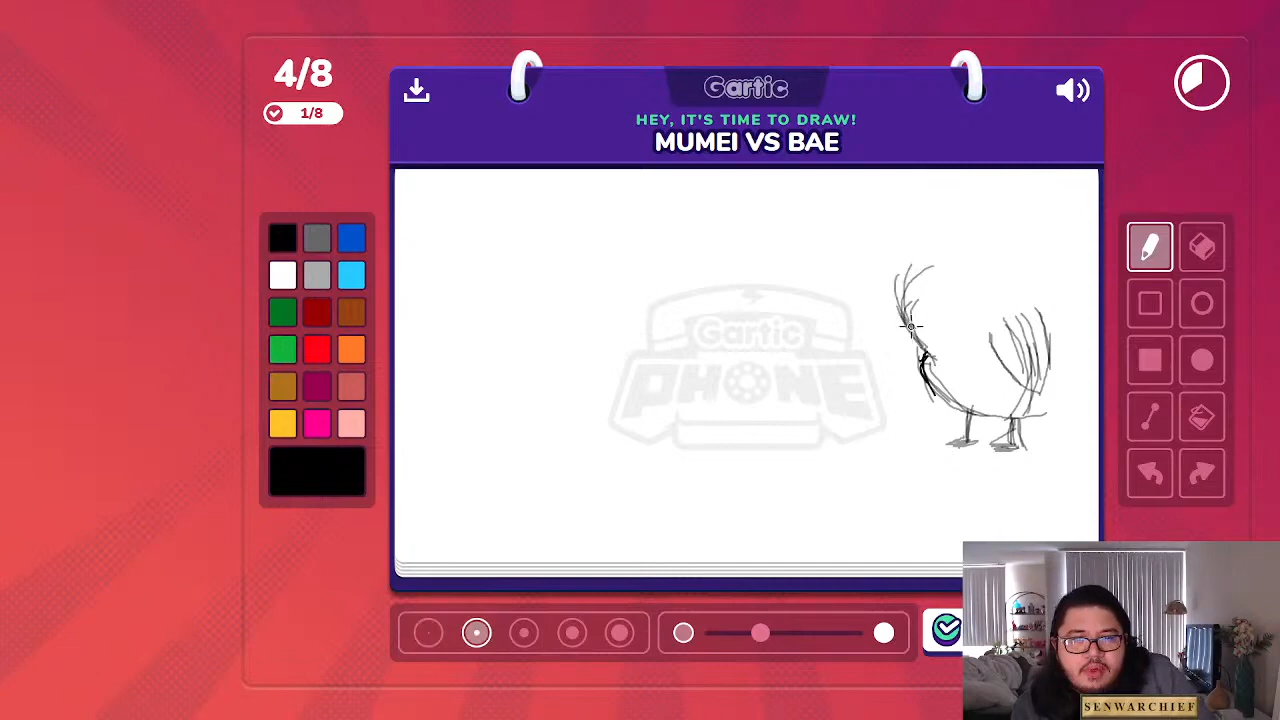 4/8
1/8
Gartic
HEY, IT'S TIME TO DRAW!
MUMEI VS BAE
Gartic
PHONE
SENWARCHIEF